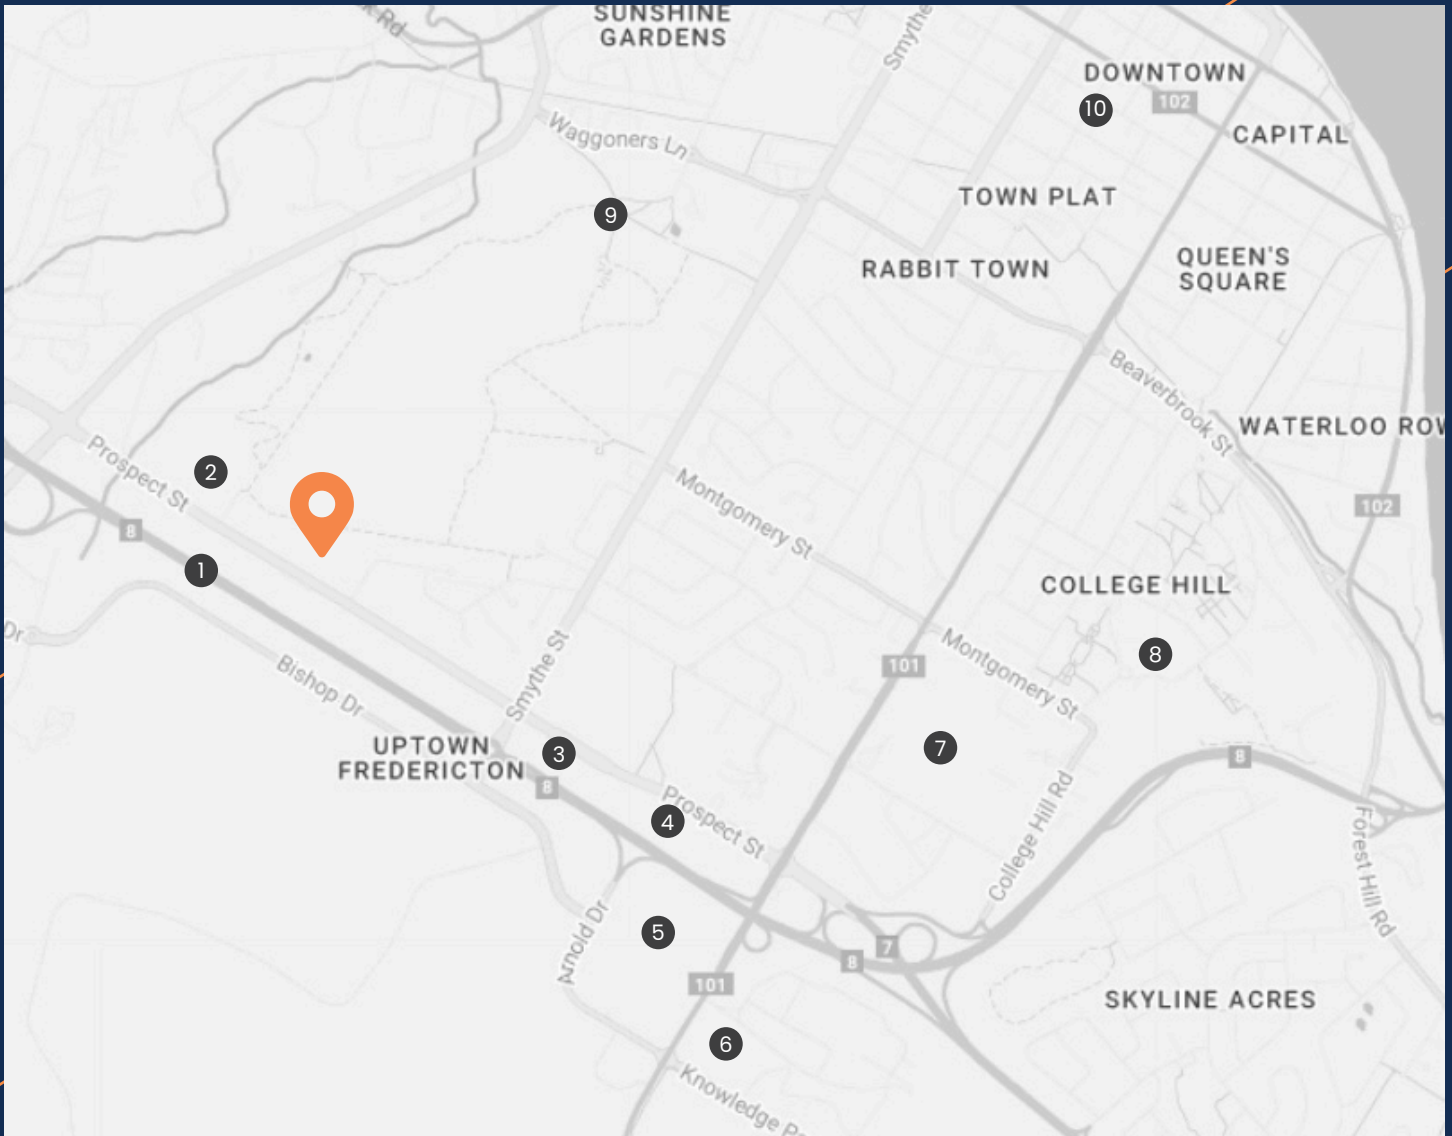 SUNSHINE
GARDENS
Smythe
DOWNTOWN
10
102
CAPITAL
Waggoners Ln
TOWN PLAT
9
QUEEN'S
SQUARE
RABBIT TOWN
Beaverbrook St
WATERLOO ROW
Prospect St
2
Montgomery St
102
8
1
COLLEGE HILL
Dr
Bishop Dr
Smythe St
101
Montgomery St
8
UPTOWN
FREDERICTON
3
7
8
8
4
Prospect St
College Hill Rd
Forest Hill Rd
5
Arnold Dr
7
8
101
SKYLINE ACRES
6
Knowledge